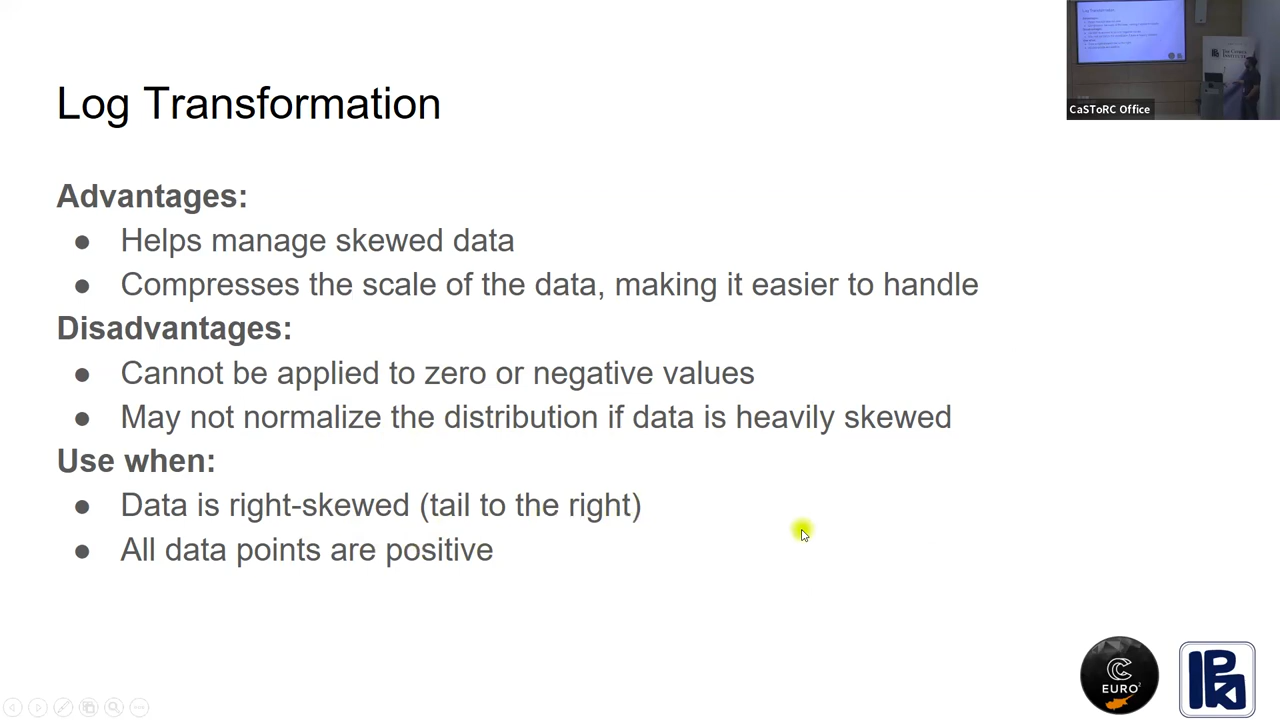 Log Transformation
CaSToRC Office
Advantages:
● Helps manage skewed data
● Compresses the scale of the data, making it easier to handle
Disadvantages:
● Cannot be applied to zero or negative values
● May not normalize the distribution if data is heavily skewed
Use when:
● Data is right-skewed (tail to the right)
● All data points are positive
EURO²